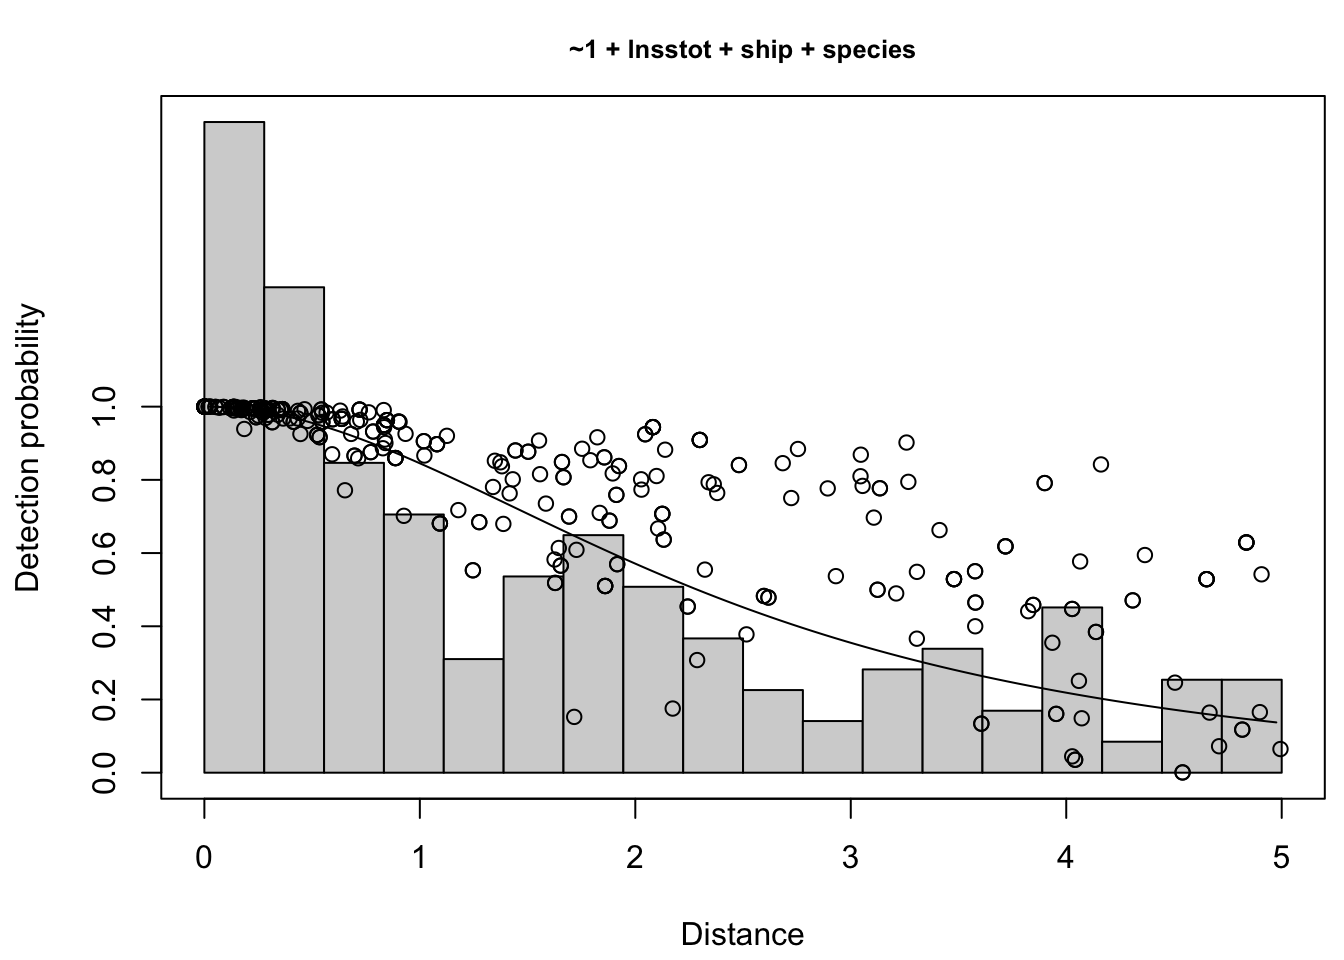 ~1 + lnsstot + ship + species
Detection probability
1.0
0.8
0.6
0.4
0.2
0.0
0 1 2 3 4 5
Distance